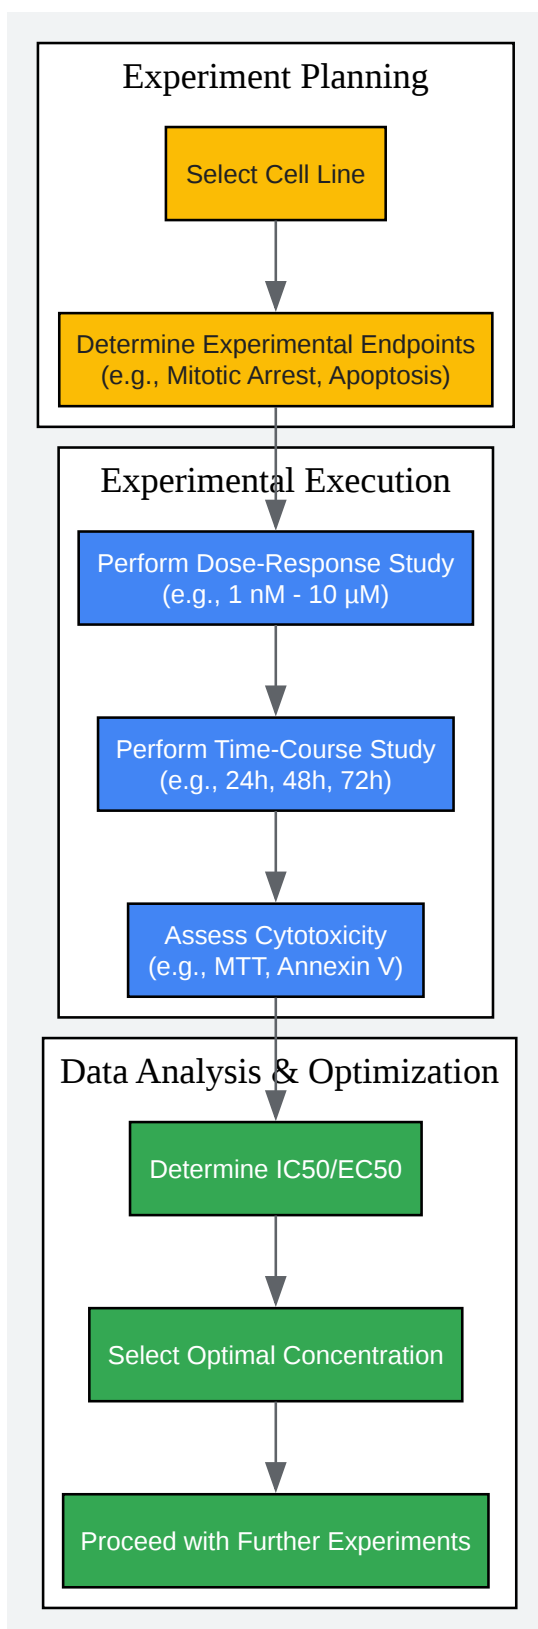 Experiment Planning
Select Cell Line
Determine Experimental Endpoints
(e.g., Mitotic Arrest, Apoptosis)
Experimental Execution
Perform Dose-Response Study
(e.g., 1 nM - 10 µM)
Perform Time-Course Study
(e.g., 24h, 48h, 72h)
Assess Cytotoxicity
(e.g., MTT, Annexin V)
Data Analysis & Optimization
Determine IC50/EC50
Select Optimal Concentration
Proceed with Further Experiments